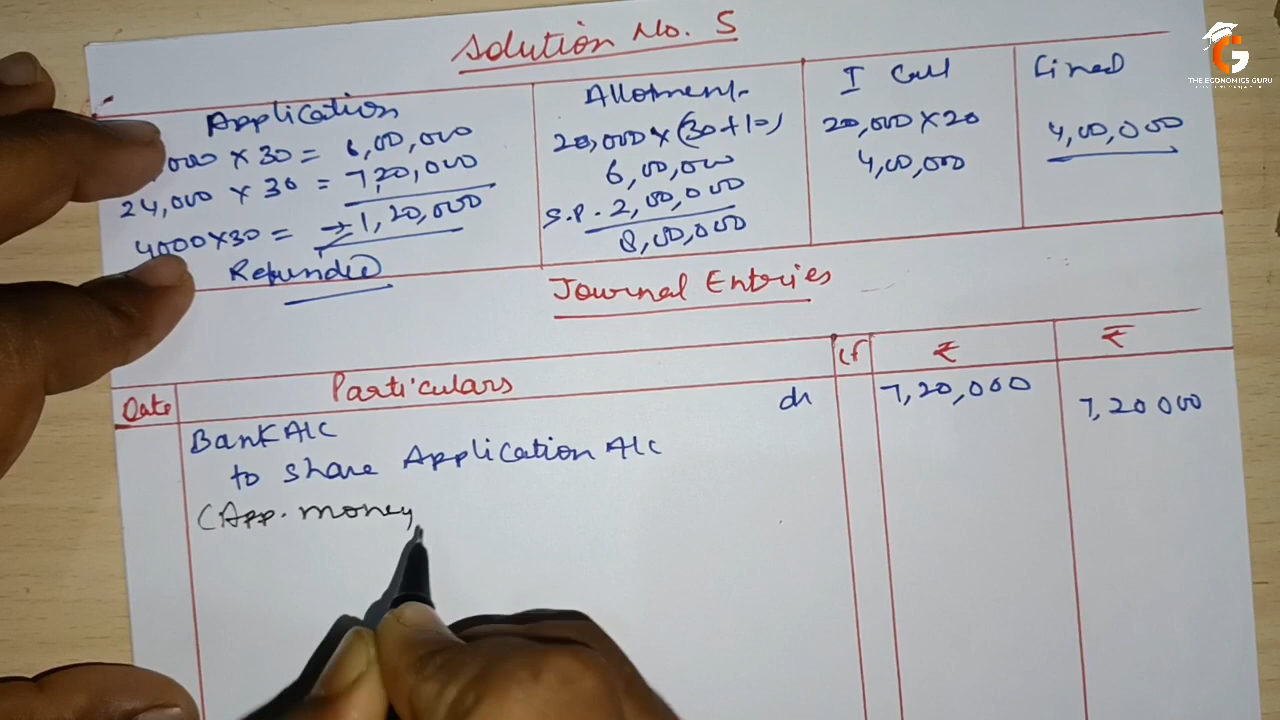 Solution No. 5
Application
000 x 30 = 6,00,000
24,000 x 30 = 7,20,000
4000x30 = 1,20,000
Refunded
Allotment
20,000 x (30+10)
6,00,000
S.P. 2,00,000
8,00,000
I Call
20,000 x 20
4,00,000
4,00,000
Journal Entries
Date
Particulars
₹
₹
Bank A/C dr 7,20,000
to share Application A/C 7,20 000
(App. money
G
THE ECONOMICS GURU